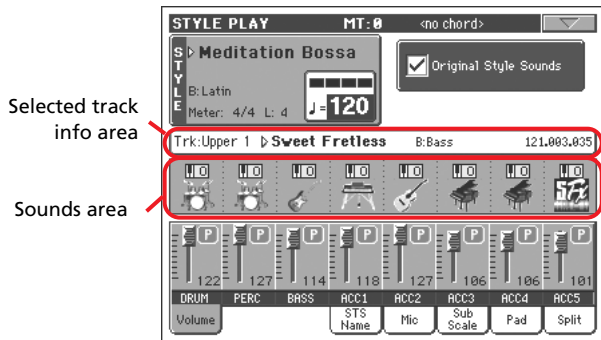 STYLE PLAY MT:0 <no chord>
STYLE
Meditation Bossa
B:Latin
Meter: 4/4 L: 4 ♩=120
Original Style Sounds
Selected track
info area
Trk:Upper 1 Sweet Fretless B:Bass 121.003.035
Sounds area
SFX
P P P P P P P P
122 127 114 118 127 106 106 101
DRUM PERC BASS ACC1 ACC2 ACC3 ACC4 ACC5
Volume STS Name Mic Sub Scale Pad Split